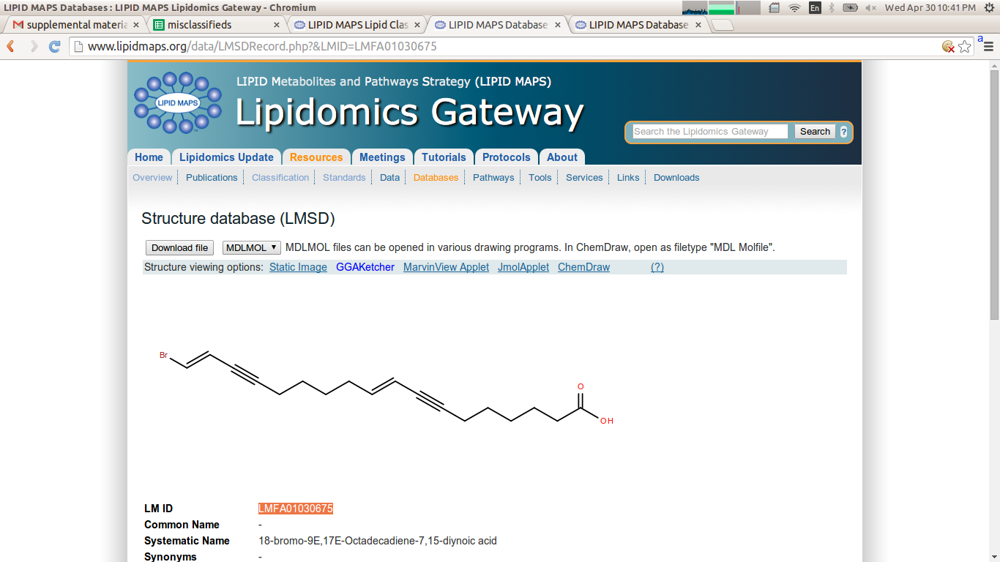 LIPID MAPS Databases : LIPID MAPS Lipidomics Gateway - Chromium
En
Wed Apr 30 10:41 PM
supplemental materia
misclassifieds
LIPID MAPS Lipid Clas
LIPID MAPS Database
LIPID MAPS Database
www.lipidmaps.org/data/LMSDRecord.php?&LMID=LMFA01030675
a
LIPID MAPS
LIPID Metabolites and Pathways Strategy (LIPID MAPS)
Lipidomics Gateway
Search the Lipidomics Gateway
Search
?
Home
Lipidomics Update
Resources
Meetings
Tutorials
Protocols
About
Overview
Publications
Classification
Standards
Data
Databases
Pathways
Tools
Services
Links
Downloads
Structure database (LMSD)
Download file
MDLMOL
MDLMOL files can be opened in various drawing programs. In ChemDraw, open as filetype "MDL Molfile".
Structure viewing options: Static Image GGAKetcher MarvinView Applet JmolApplet ChemDraw (?)
Br
O
OH
LM ID LMFA01030675
Common Name -
Systematic Name 18-bromo-9E,17E-Octadecadiene-7,15-diynoic acid
Synonyms -